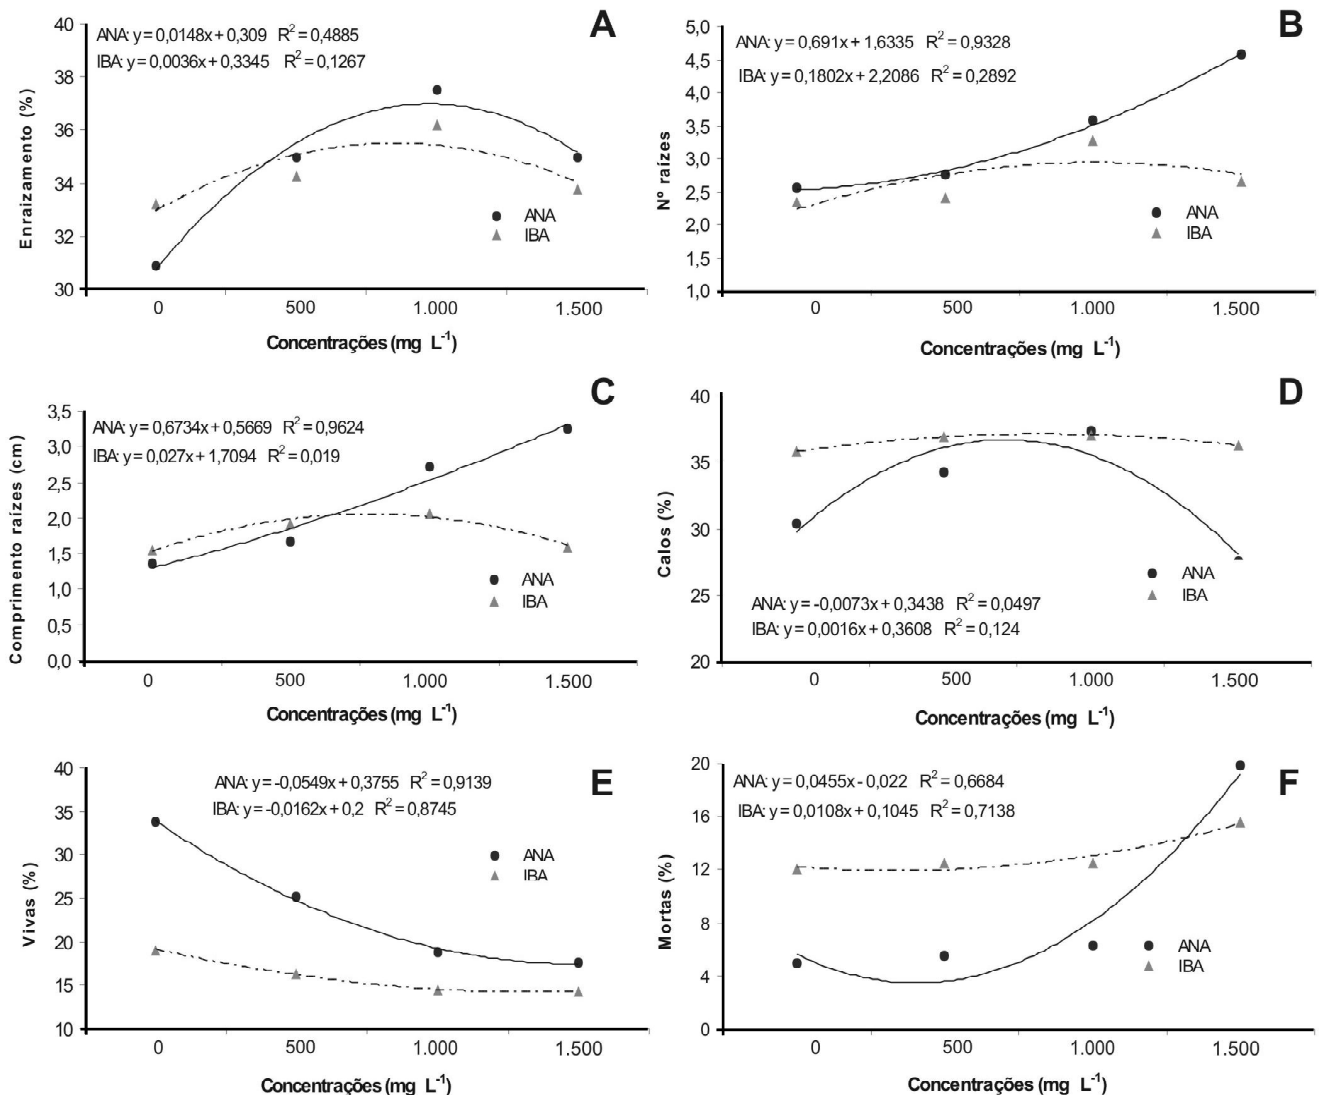 A
ANA: y = 0,0148x + 0,309 R² = 0,4885
IBA: y = 0,0036x + 0,3345 R² = 0,1267
Enraizamento (%)
40
38
36
34
32
30
ANA
IBA
0 500 1.000 1.500
Concentrações (mg L⁻¹)
B
ANA: y = 0,691x + 1,6335 R² = 0,9328
IBA: y = 0,1802x + 2,2086 R² = 0,2892
Nº raízes
5,0
4,5
4,0
3,5
3,0
2,5
2,0
1,5
1,0
ANA
IBA
0 500 1.000 1.500
Concentrações (mg L⁻¹)
C
ANA: y = 0,6734x + 0,5669 R² = 0,9624
IBA: y = 0,027x + 1,7094 R² = 0,019
Comprimento raízes (cm)
3,5
3,0
2,5
2,0
1,5
1,0
0,5
0,0
ANA
IBA
0 500 1.000 1.500
Concentrações (mg L⁻¹)
D
Calos (%)
40
35
30
25
20
ANA
IBA
ANA: y = -0,0073x + 0,3438 R² = 0,0497
IBA: y = 0,0016x + 0,3608 R² = 0,124
0 500 1.000 1.500
Concentrações (mg L⁻¹)
E
ANA: y = -0,0549x + 0,3755 R² = 0,9139
IBA: y = -0,0162x + 0,2 R² = 0,8745
Vivas (%)
40
35
30
25
20
15
10
ANA
IBA
0 500 1.000 1.500
Concentrações (mg L⁻¹)
F
ANA: y = 0,0455x - 0,022 R² = 0,6684
IBA: y = 0,0108x + 0,1045 R² = 0,7138
Mortas (%)
20
16
12
8
4
0
ANA
IBA
0 500 1.000 1.500
Concentrações (mg L⁻¹)